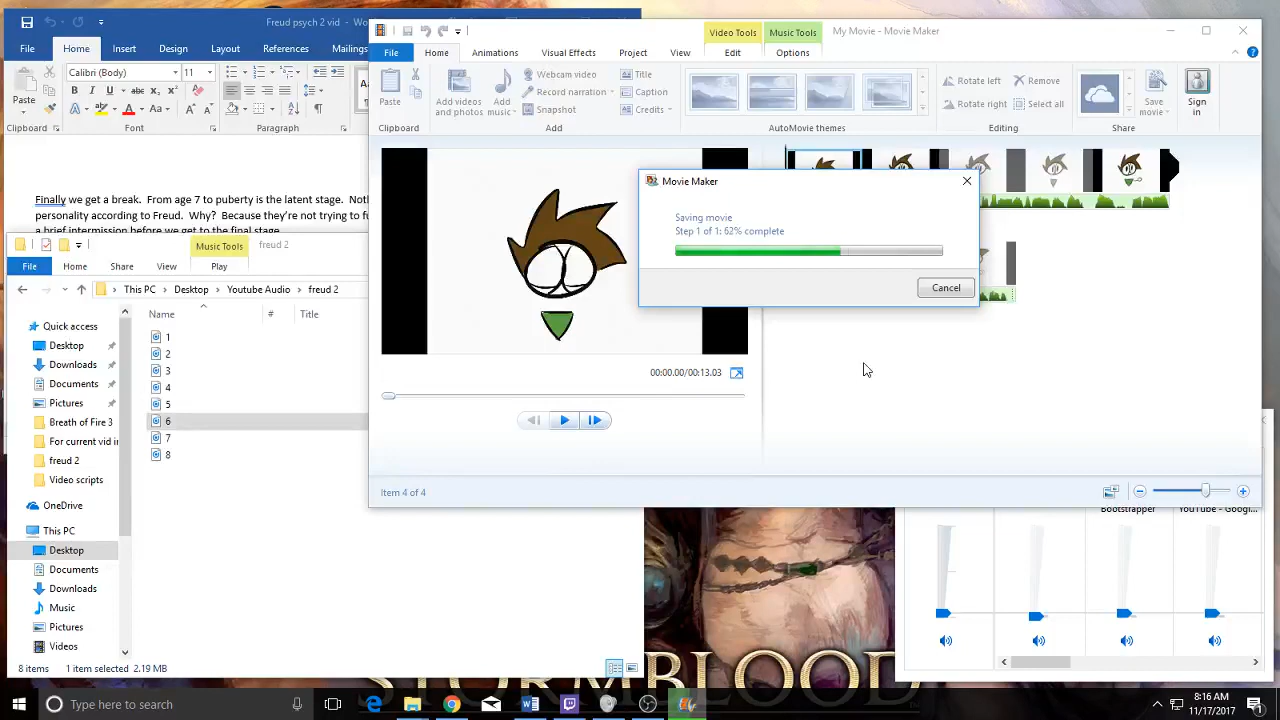 Freud psych 2 vid
File Home Insert Draw Design Layout References Mailings
Calibri (Body) 11
Paste
Clipboard Font Paragraph
Finally we get a break. From age 7 to puberty is the latent stage.
personality according to Freud. Why? Because they're not trying to
a brief intermission before we get to the final stage.
Video Tools Music Tools My Movie - Movie Maker
File Home Animations Visual Effects Project View Edit Options
Paste
Add videos and photos
Add music
Webcam video
Record narration
Snapshot
Title
Caption
Credits
Rotate left
Rotate right
Remove
Select all
Save movie
Sign in
Clipboard Add AutoMovie themes Editing Share
Movie Maker
Saving movie
Step 1 of 1: 62% complete
Cancel
00:00.00/00:13.03
Item 4 of 4
Music Tools freud 2
File Home Share View Play
This PC Desktop Youtube Audio freud 2
Name # Title
Quick access
Desktop
Downloads
Documents
Pictures
Breath of Fire 3
For current vid i
freud 2
Video scripts
OneDrive
This PC
Desktop
Documents
Downloads
Music
Pictures
Videos
1
2
3
4
5
6
7
8
8 items 1 item selected 2.19 MB
Bootstrapper YouTube - Googl...
STORMBLOOD
Type here to search
8:16 AM
11/17/2017